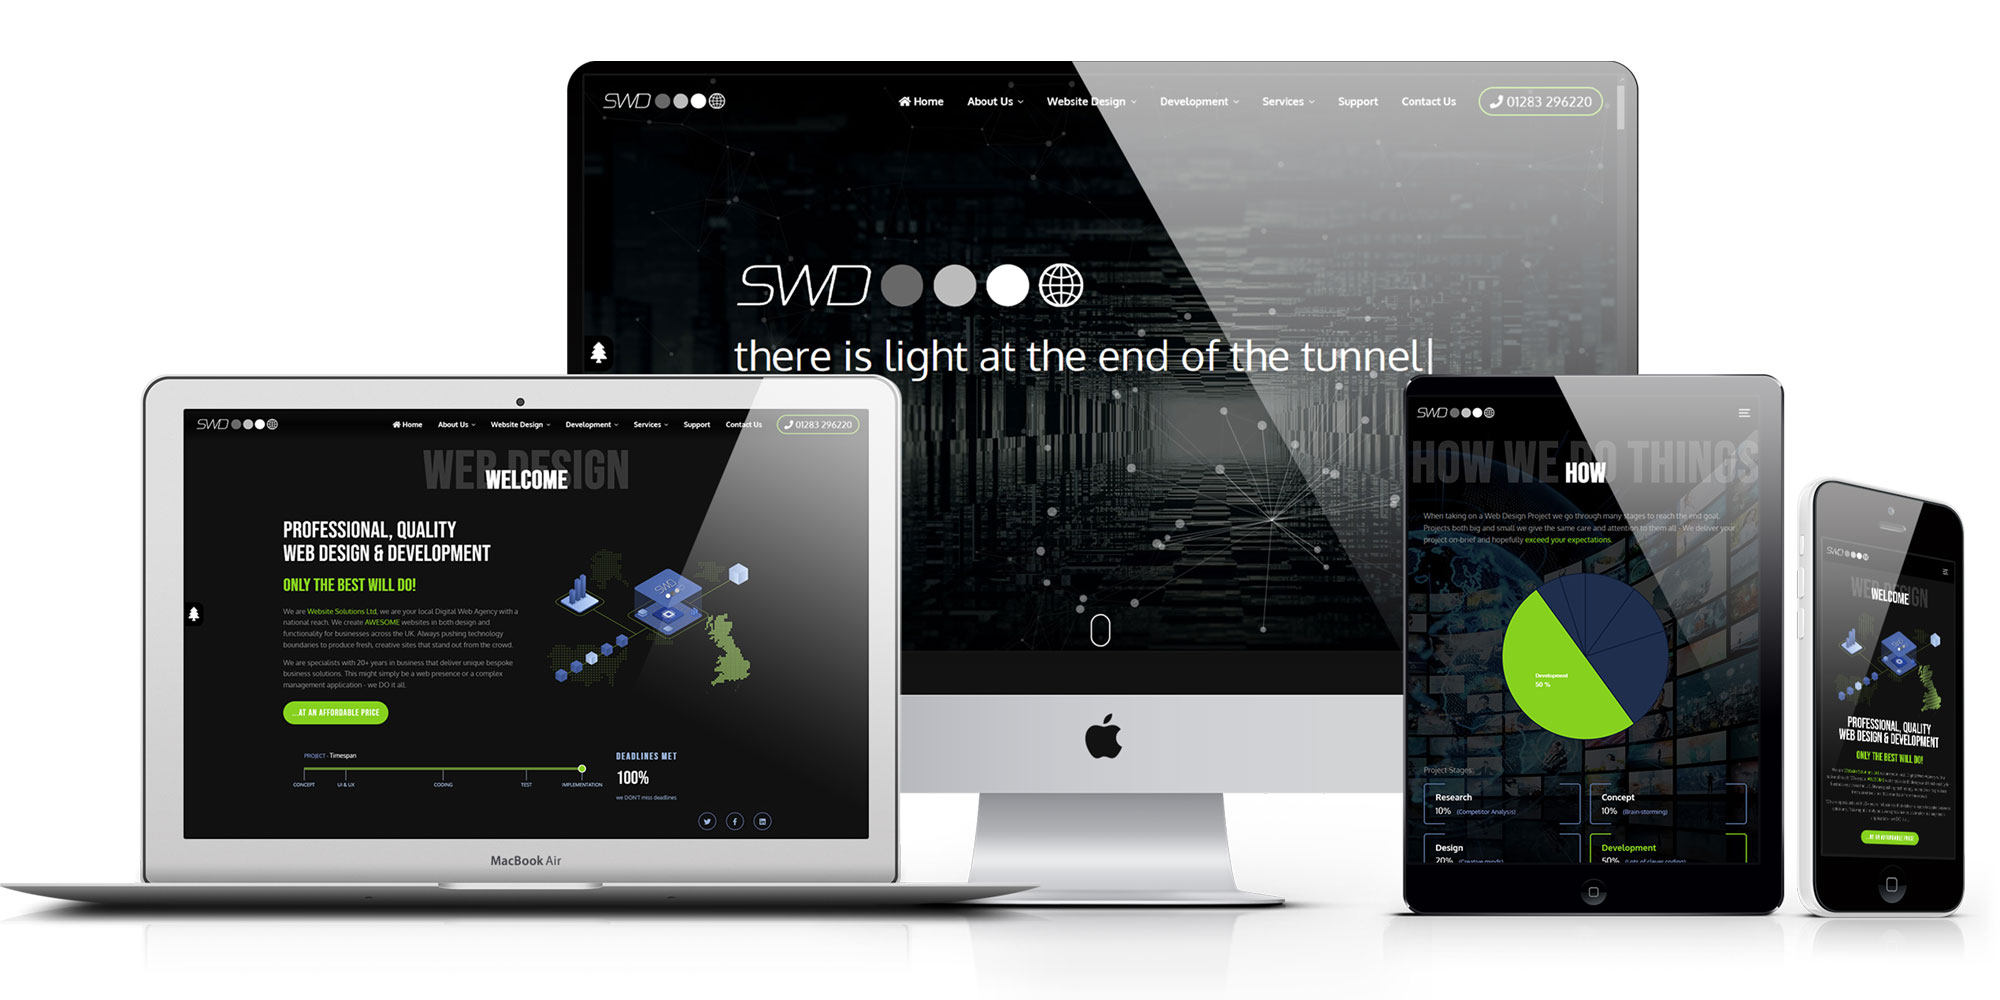 SWD
Home About Us Website Design Development Services Support Contact Us 01283 296220
SWD
there is light at the end of the tunnel
SWD
Home About Us Website Design Development Services Support Contact Us 01283 296220
WEB DESIGN
WELCOME
PROFESSIONAL, QUALITY
WEB DESIGN & DEVELOPMENT
ONLY THE BEST WILL DO!
We are Website Solutions Ltd, we are your local Digital Web Agency with a
national reach. We create AWESOME websites in both design and
functionality for businesses across the UK. Always pushing technology
boundaries to produce fresh, creative sites that stand out from the crowd.
We are specialists with 20+ years in business that deliver unique bespoke
business solutions. This might simply be a web presence or a complex
management application - we DO it all.
...AT AN AFFORDABLE PRICE
SWD
PROJECT - Timespan
CONCEPT UI & UX CODING TEST IMPLEMENTATION
DEADLINES MET
100%
we DON'T miss deadlines
MacBook Air
SWD
HOW WE DO THINGS
HOW
When taking on a Web Design Project we go through many stages to reach the end goal.
Projects both big and small we give the same care and attention to them all - We deliver your
project on-brief and hopefully exceed your expectations.
Development
50 %
Project Stages:
Research
10% (Competitor Analysis)
Concept
10% (Brain-storming)
Design
20% (Creative minds)
Development
50% (Lots of clever coding)
SWD
WEB DESIGN
WELCOME
PROFESSIONAL, QUALITY
WEB DESIGN & DEVELOPMENT
ONLY THE BEST WILL DO!
...AT AN AFFORDABLE PRICE